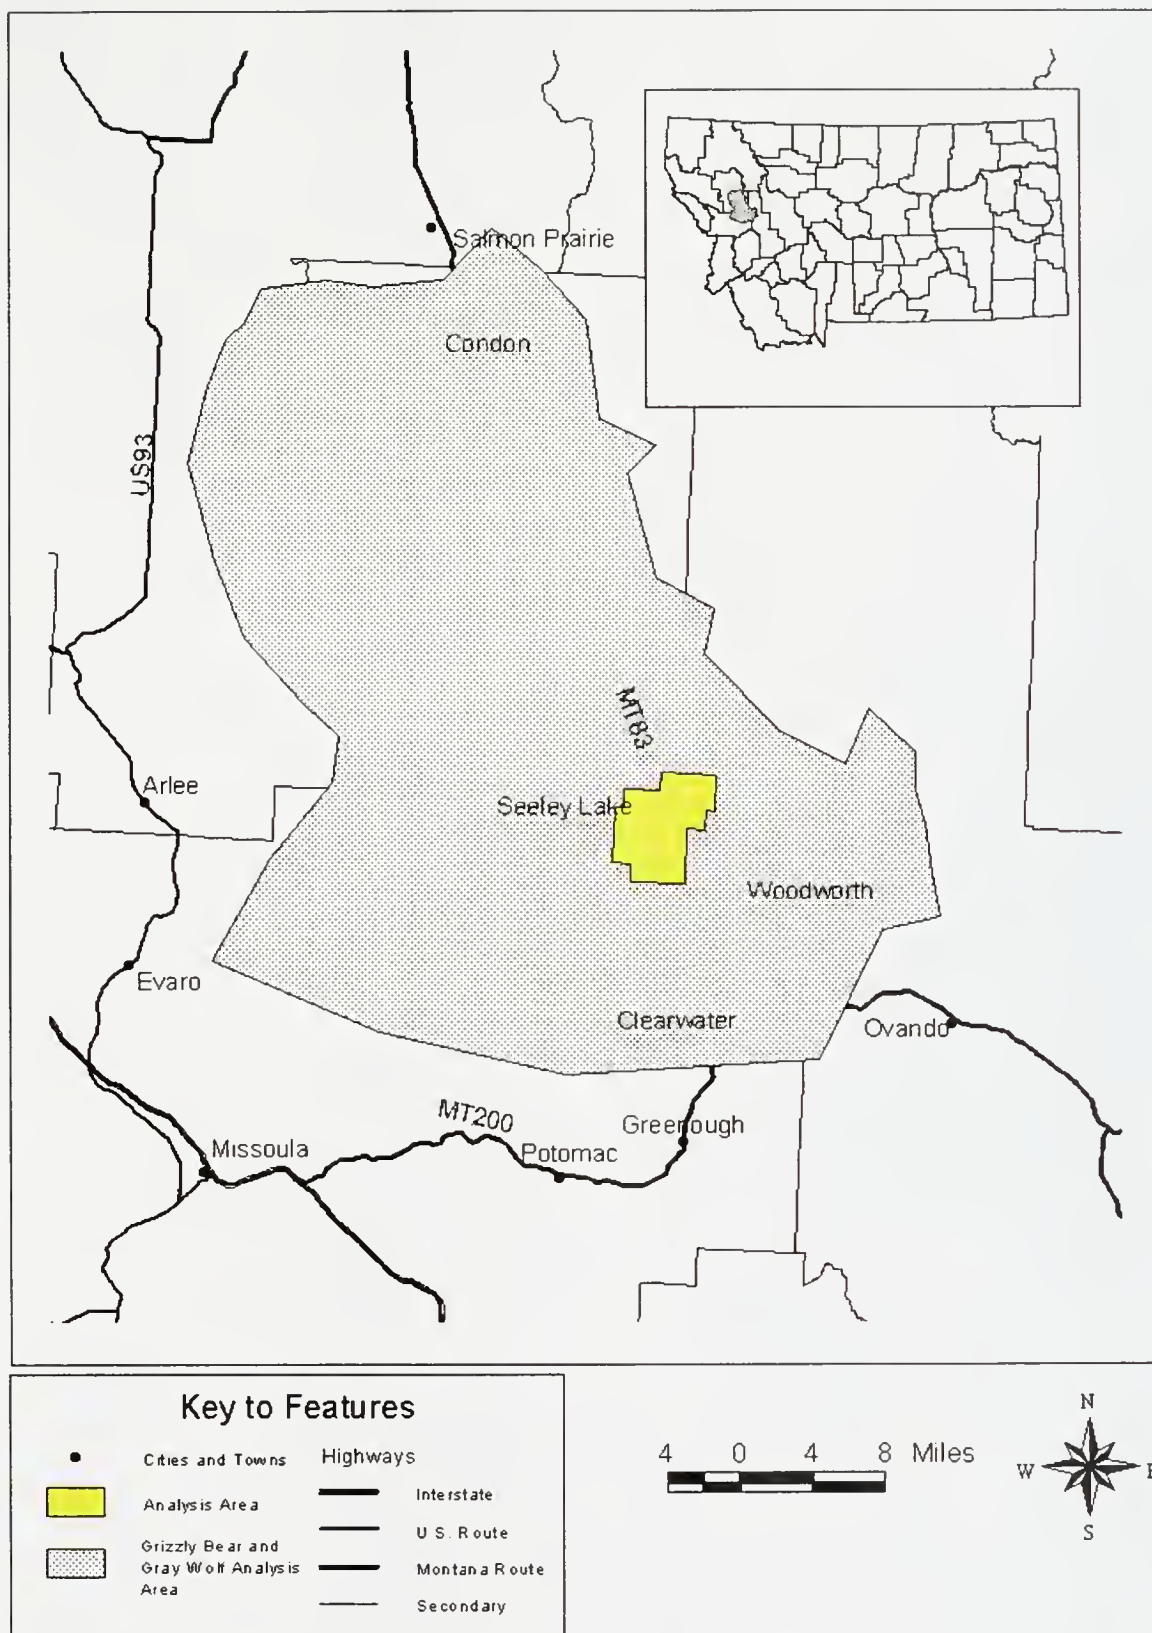 Salmon Prairie
Condon
US93
MT83
Arlee
Seeley Lake
Woodworth
Evaro
Clearwater
Ovando
MT200
Greenough
Missoula
Potomac
Key to Features
Cities and Towns
Analysis Area
Grizzly Bear and
Gray Wolf Analysis
Area
Highways
Interstate
U.S. Route
Montana Route
Secondary
4 0 4 8 Miles
N
W
S